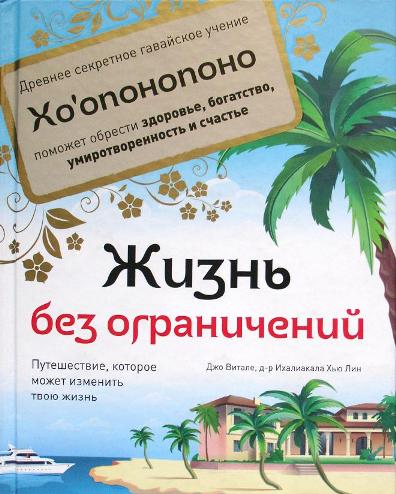 Древнее секретное гавайское учение
Хо'опонопоно
поможет обрести здоровье, богатство,
умиротворенность и счастье
Жизнь
без ограничений
Путешествие, которое
может изменить
твою жизнь
Джо Витале, д-р Ихалиакала Хью Лин